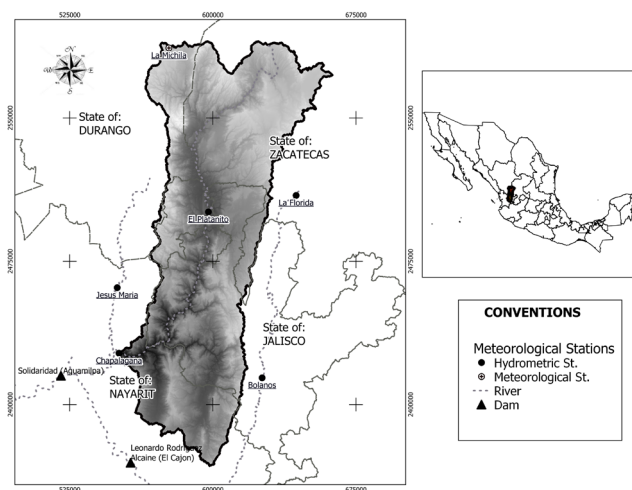 525000
600000
675000
N
La Michila
State of:
DURANGO
2550000
2550000
State of:
ZACATECAS
La Florida
El Platanito
2475000
2475000
Jesus Maria
State of:
JALISCO
Chapalagana
Solidaridad (Aguamilpa)
State of:
NAYARIT
Bolanos
2400000
2400000
Leonardo Rodriguez
Alcaine (El Cajon)
525000
600000
675000
CONVENTIONS
Meteorological Stations
Hydrometric St.
Meteorological St.
River
Dam